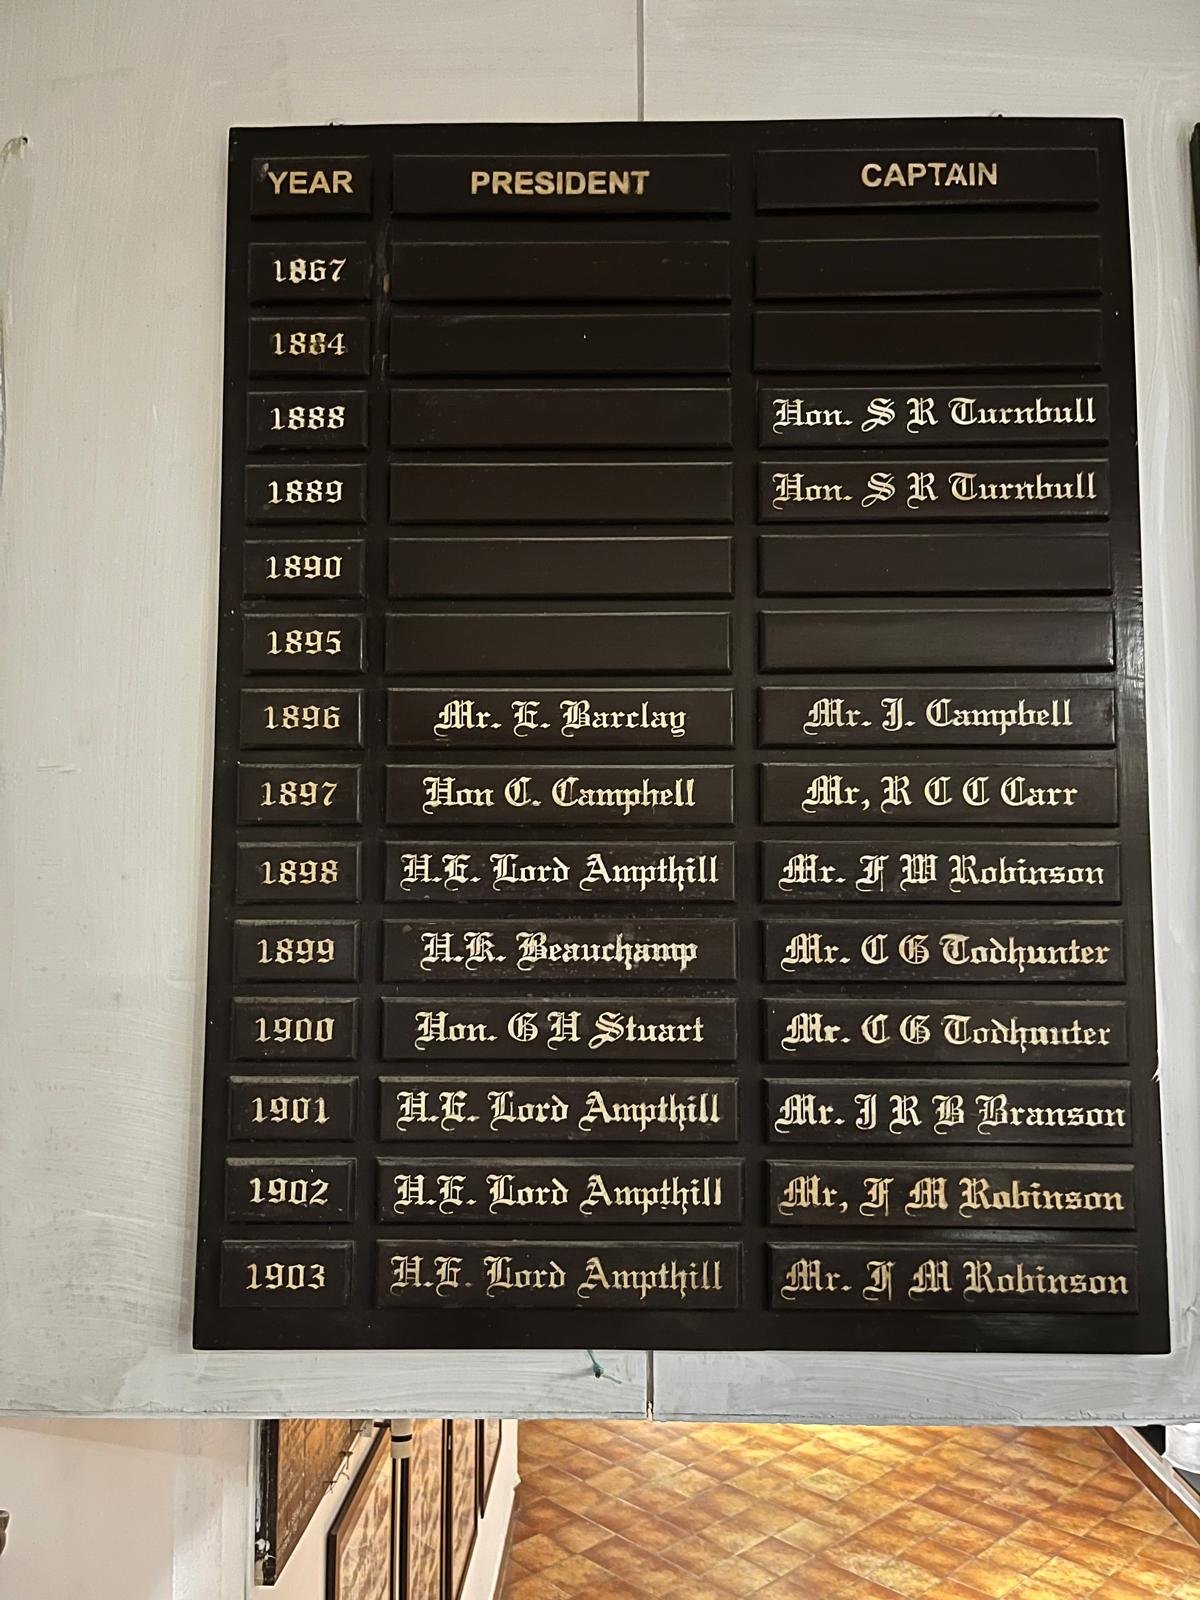 YEAR PRESIDENT CAPTAIN
1867
1884
1888 Hon. S R Turnbull
1889 Hon. S R Turnbull
1890
1895
1896 Mr. E. Barclay Mr. J. Campbell
1897 Hon C. Campbell Mr, R C C Carr
1898 H.E. Lord Ampthill Mr. F W Robinson
1899 H.K. Beauchamp Mr. C G Todhunter
1900 Hon. G H Stuart Mr. C G Todhunter
1901 H.E. Lord Ampthill Mr. J R B Branson
1902 H.E. Lord Ampthill Mr, F M Robinson
1903 H.E. Lord Ampthill Mr. F M Robinson